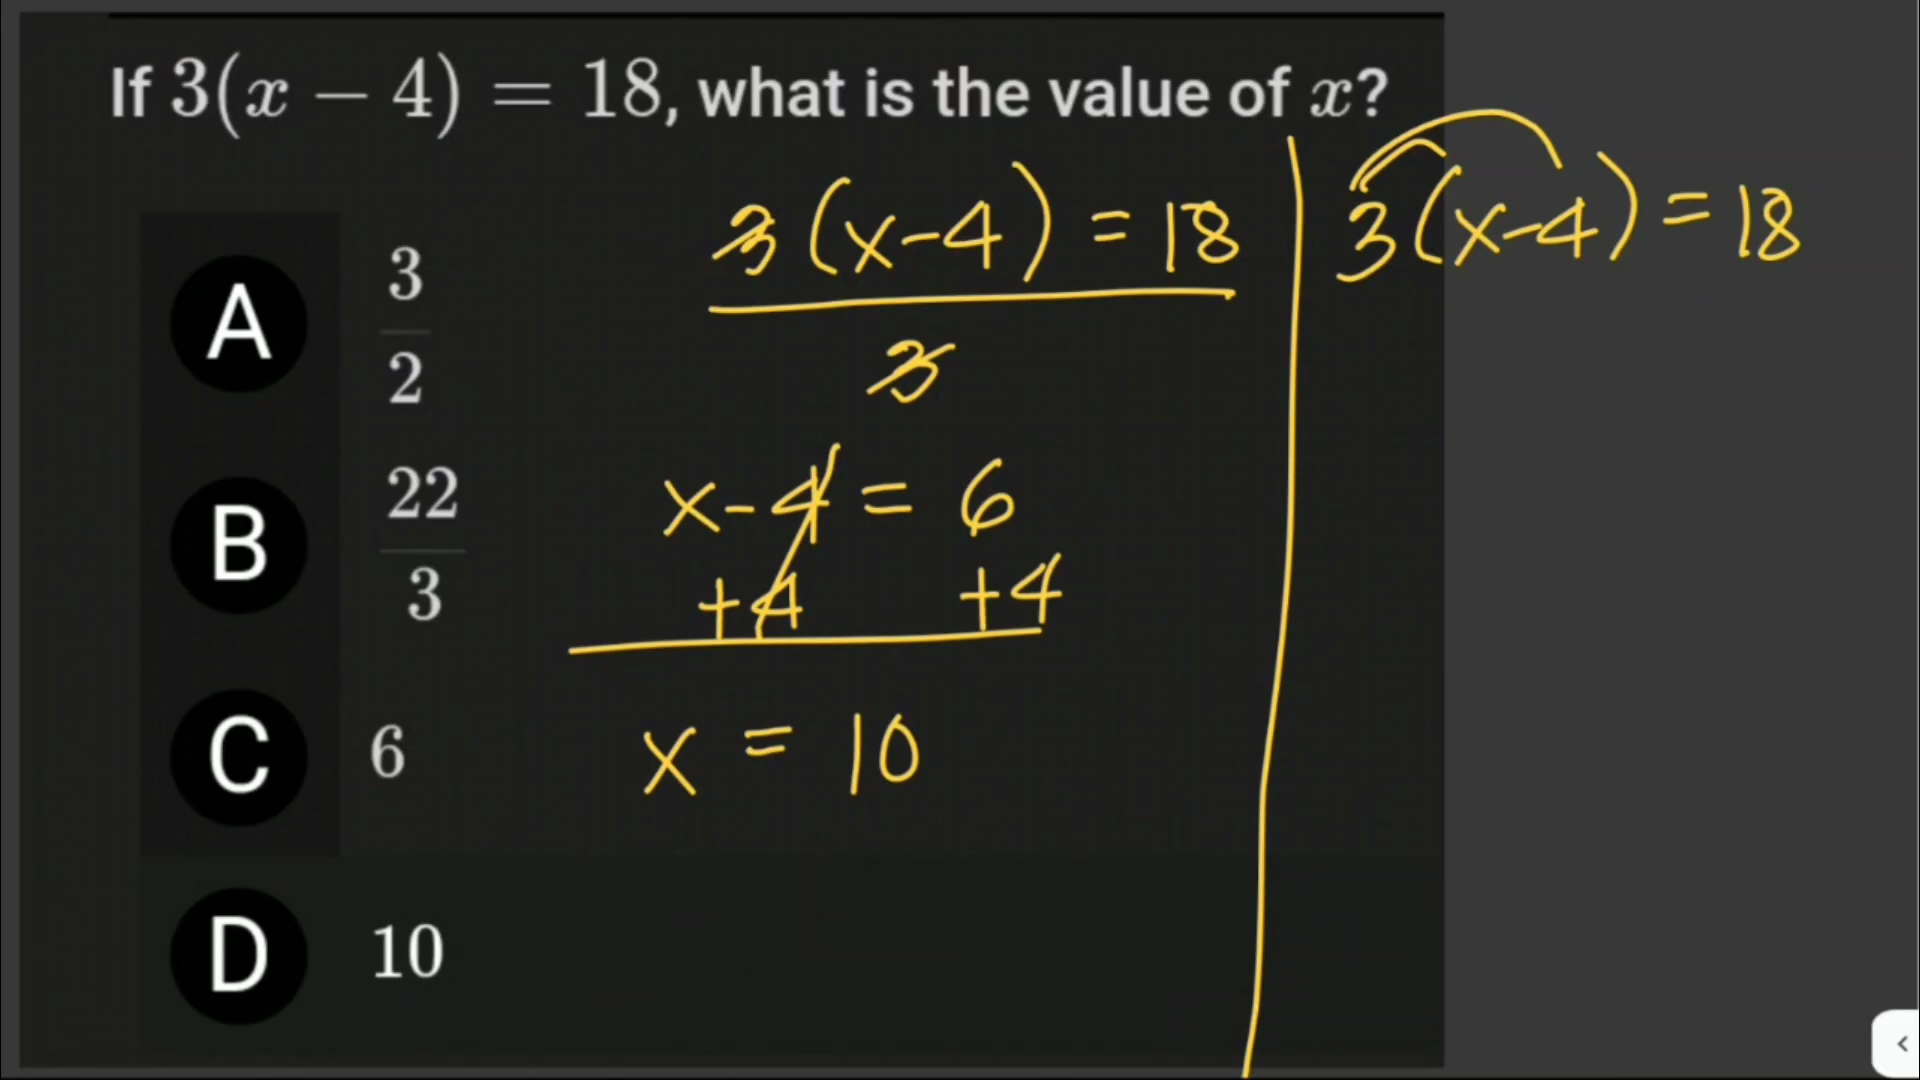 If 3(x − 4) = 18, what is the value of x?
A 3/2
B 22/3
C 6
D 10
3(x-4) = 18
3
x-4 = 6
+4 +4
x = 10
3(x-4) = 18
<